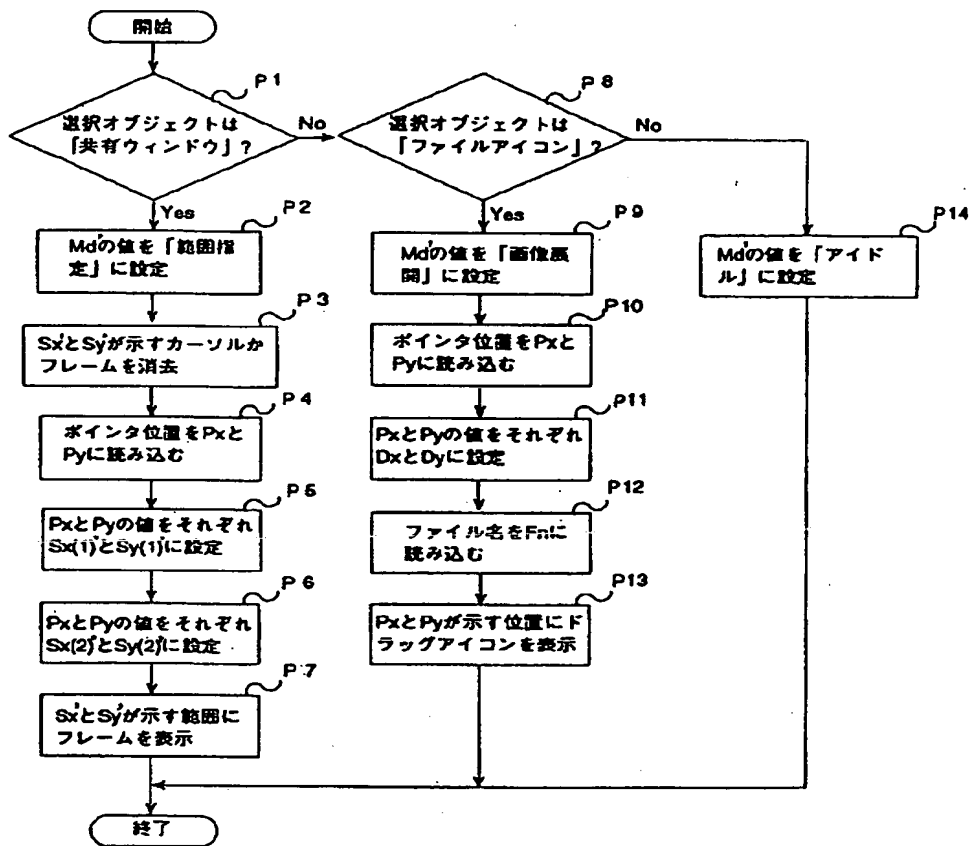 開始
P1
選択オブジェクトは
「共有ウィンドウ」?
No
Yes
P2
Md'の値を「範囲指
定」に設定
P3
Sx'とSy'が示すカーソルか
フレームを消去
P4
ポインタ位置をPxと
Pyに読み込む
P5
PxとPyの値をそれぞれ
Sx(1)'とSy(1)'に設定
P6
PxとPyの値をそれぞれ
Sx(2)'とSy(2)'に設定
P7
Sx'とSy'が示す範囲に
フレームを表示
終了
P8
選択オブジェクトは
「ファイルアイコン」?
No
Yes
P9
Md'の値を「画像展
開」に設定
P10
ポインタ位置をPxと
Pyに読み込む
P11
PxとPyの値をそれぞれ
DxとDyに設定
P12
ファイル名をFnに
読み込む
P13
PxとPyが示す位置にド
ラッグアイコンを表示
P14
Md'の値を「アイド
ル」に設定